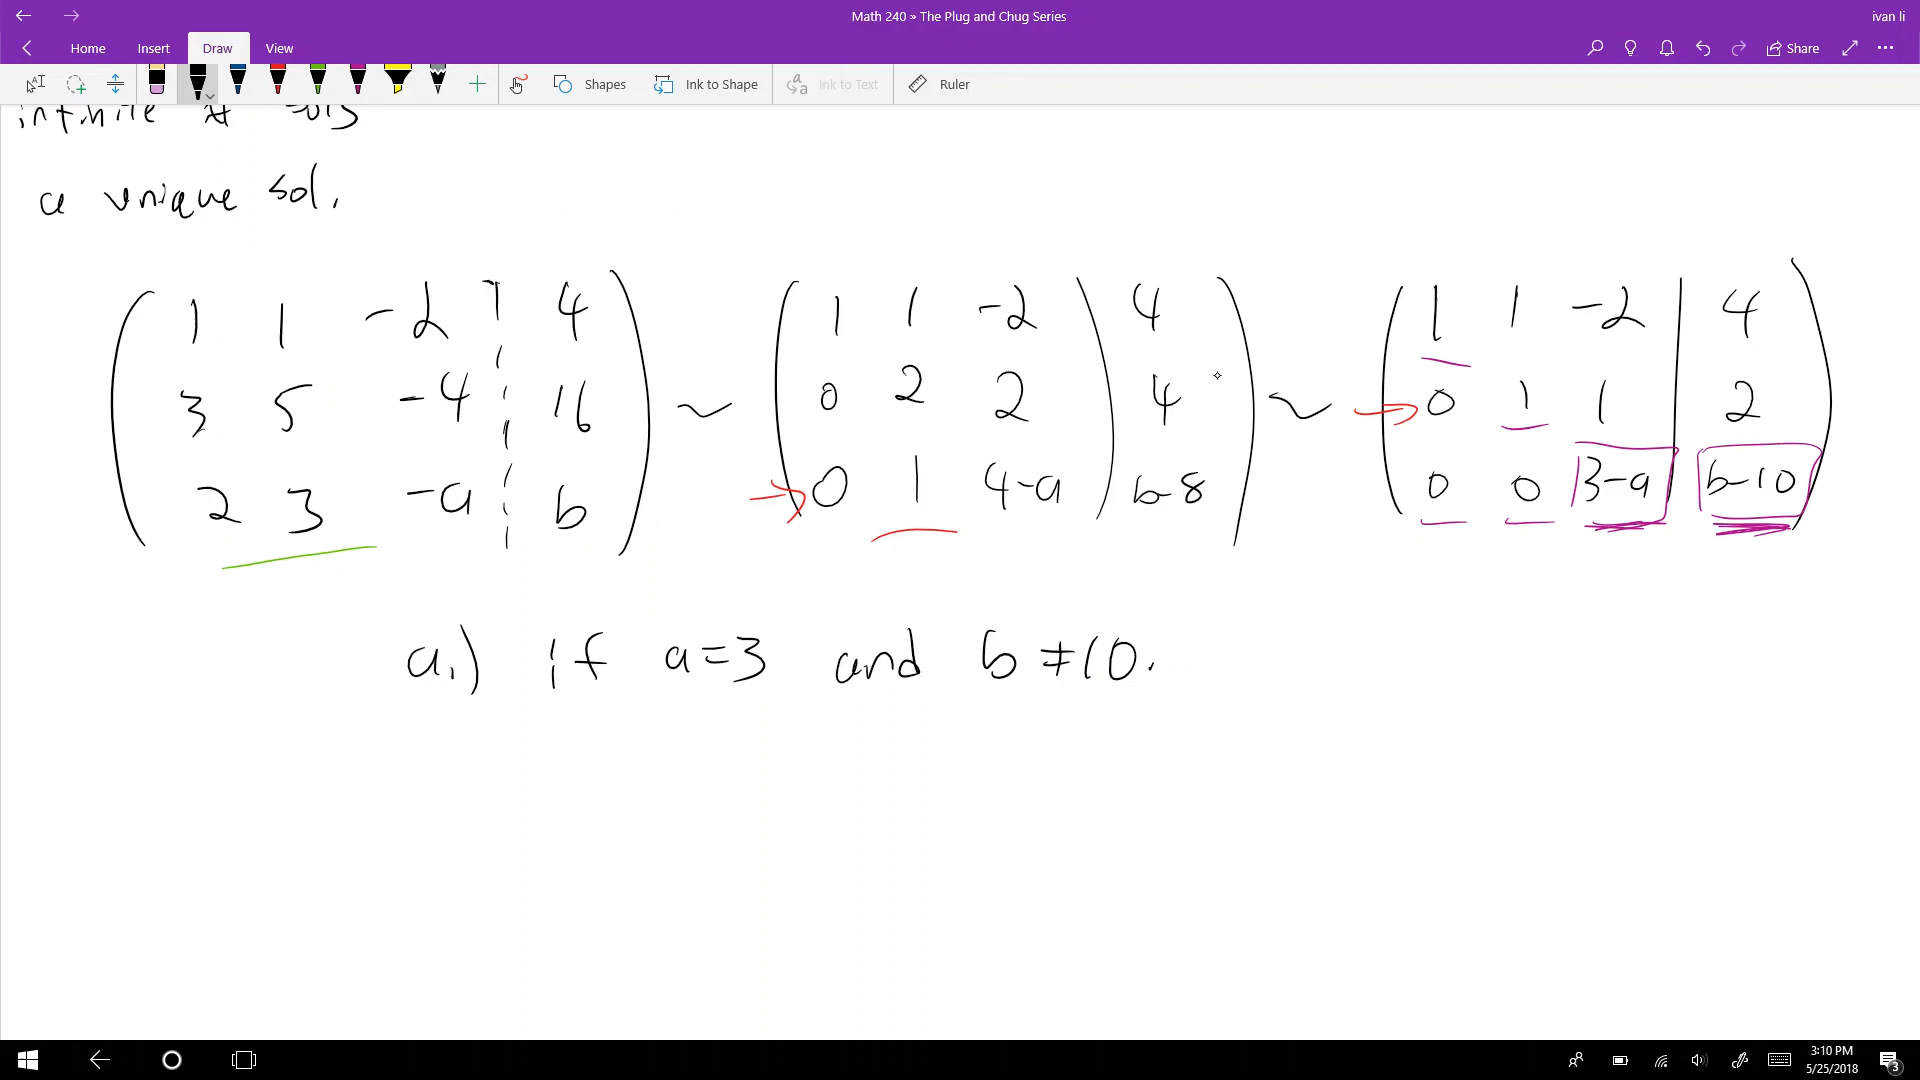 Math 240 » The Plug and Chug Series
ivan li
Home Insert Draw View
Share
Shapes Ink to Shape Ink to Text Ruler
infinite # sols
a unique sol.
1 1 -2 4 ~ 1 1 -2 4 ~ 1 1 -2 4
3 5 -4 16 0 2 2 4 0 1 1 2
2 3 -a b 0 1 4-a b-8 0 0 3-a b-10
a.) if a=3 and b≠10.
3:10 PM
5/25/2018
3